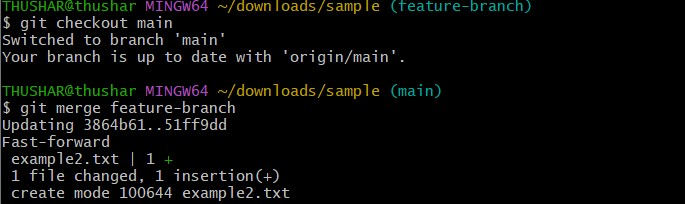 THUSHAR@thushar MINGW64 ~/downloads/sample (feature-branch)
$ git checkout main
Switched to branch 'main'
Your branch is up to date with 'origin/main'.
THUSHAR@thushar MINGW64 ~/downloads/sample (main)
$ git merge feature-branch
Updating 3864b61..51ff9dd
Fast-forward
 example2.txt | 1 +
 1 file changed, 1 insertion(+)
 create mode 100644 example2.txt